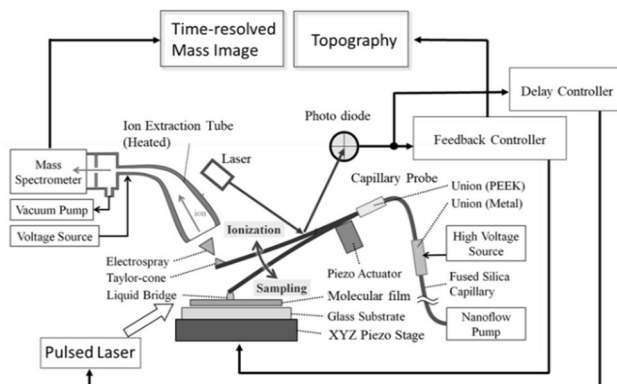 Time-resolved
Mass Image
Topography
Delay Controller
Photo diode
Feedback Controller
Ion Extraction Tube
(Heated)
Laser
Mass
Spectrometer
ion
Capillary Probe
Union (PEEK)
Union (Metal)
Vacuum Pump
Voltage Source
Ionization
High Voltage
Source
Electrospray
Taylor-cone
Piezo Actuator
Fused Silica
Capillary
Sampling
Liquid Bridge
Molecular film
Glass Substrate
XYZ Piezo Stage
Nanoflow
Pump
Pulsed Laser